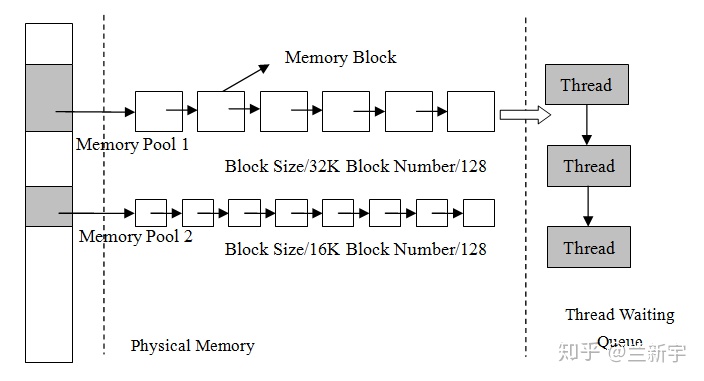 Memory Block
Thread
Memory Pool 1
Block Size/32K Block Number/128
Thread
Memory Pool 2
Block Size/16K Block Number/128
Thread
Thread Waiting
Queue
Physical Memory
知乎 @三新宇